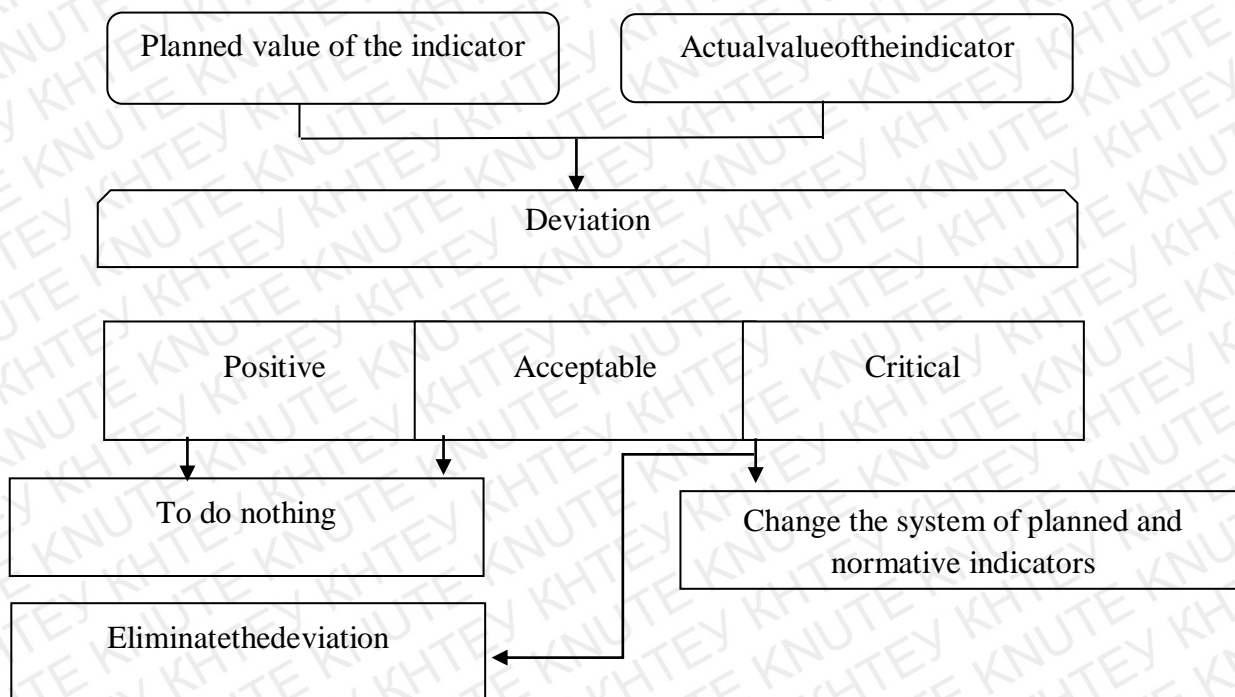 Planned value of the indicator
Actualvalueoftheindicator
Deviation
Positive
Acceptable
Critical
To do nothing
Change the system of planned and
normative indicators
Eliminatethedeviation